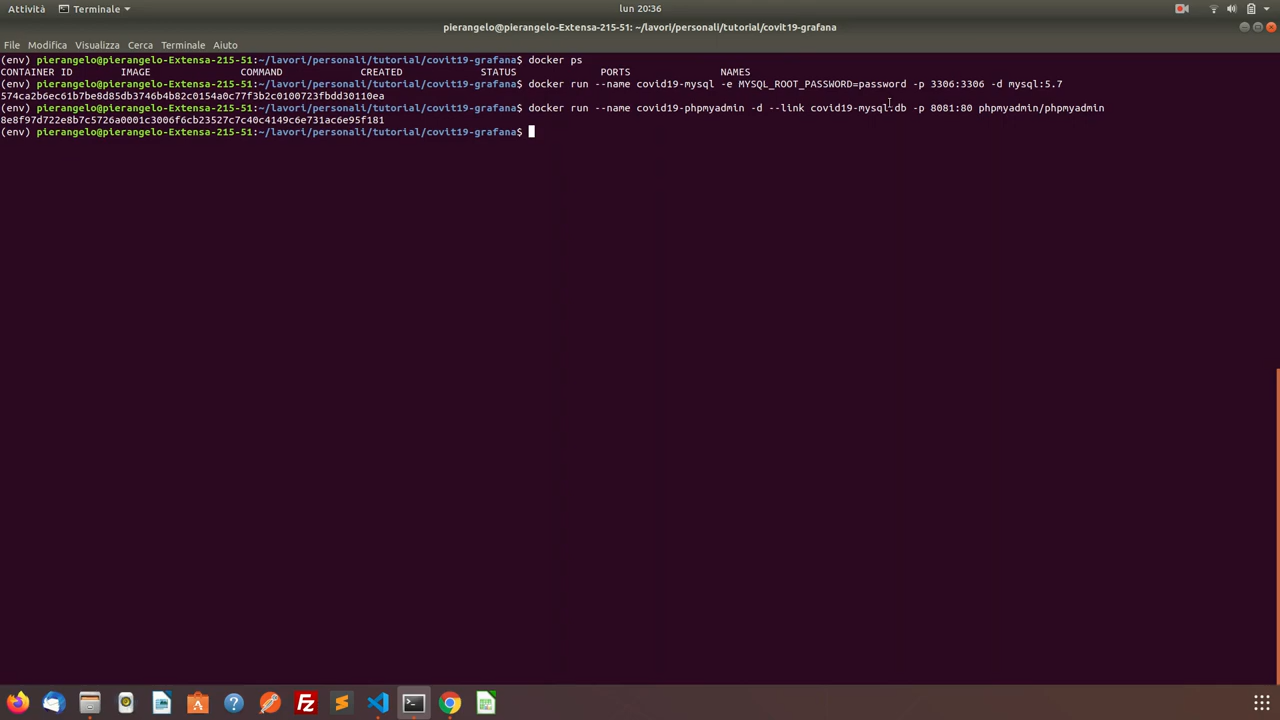 Attività
Terminale
lun 20:36
pierangelo@pierangelo-Extensa-215-51: ~/lavori/personali/tutorial/covit19-grafana
File Modifica Visualizza Cerca Terminale Aiuto
(env) pierangelo@pierangelo-Extensa-215-51:~/lavori/personali/tutorial/covit19-grafana$ docker ps
CONTAINER ID IMAGE COMMAND CREATED STATUS PORTS NAMES
(env) pierangelo@pierangelo-Extensa-215-51:~/lavori/personali/tutorial/covit19-grafana$ docker run --name covid19-mysql -e MYSQL_ROOT_PASSWORD=password -p 3306:3306 -d mysql:5.7
574ca2b6ec61b7be8d85db3746b4b82c0154a0c77f3b2c0100723fbdd30110ea
(env) pierangelo@pierangelo-Extensa-215-51:~/lavori/personali/tutorial/covit19-grafana$ docker run --name covid19-phpmyadmin -d --link covid19-mysql:db -p 8081:80 phpmyadmin/phpmyadmin
8e8f97d722e8b7c5726a0001c3006f6cb23527c7c40c4149c6e731ac6e95f181
(env) pierangelo@pierangelo-Extensa-215-51:~/lavori/personali/tutorial/covit19-grafana$